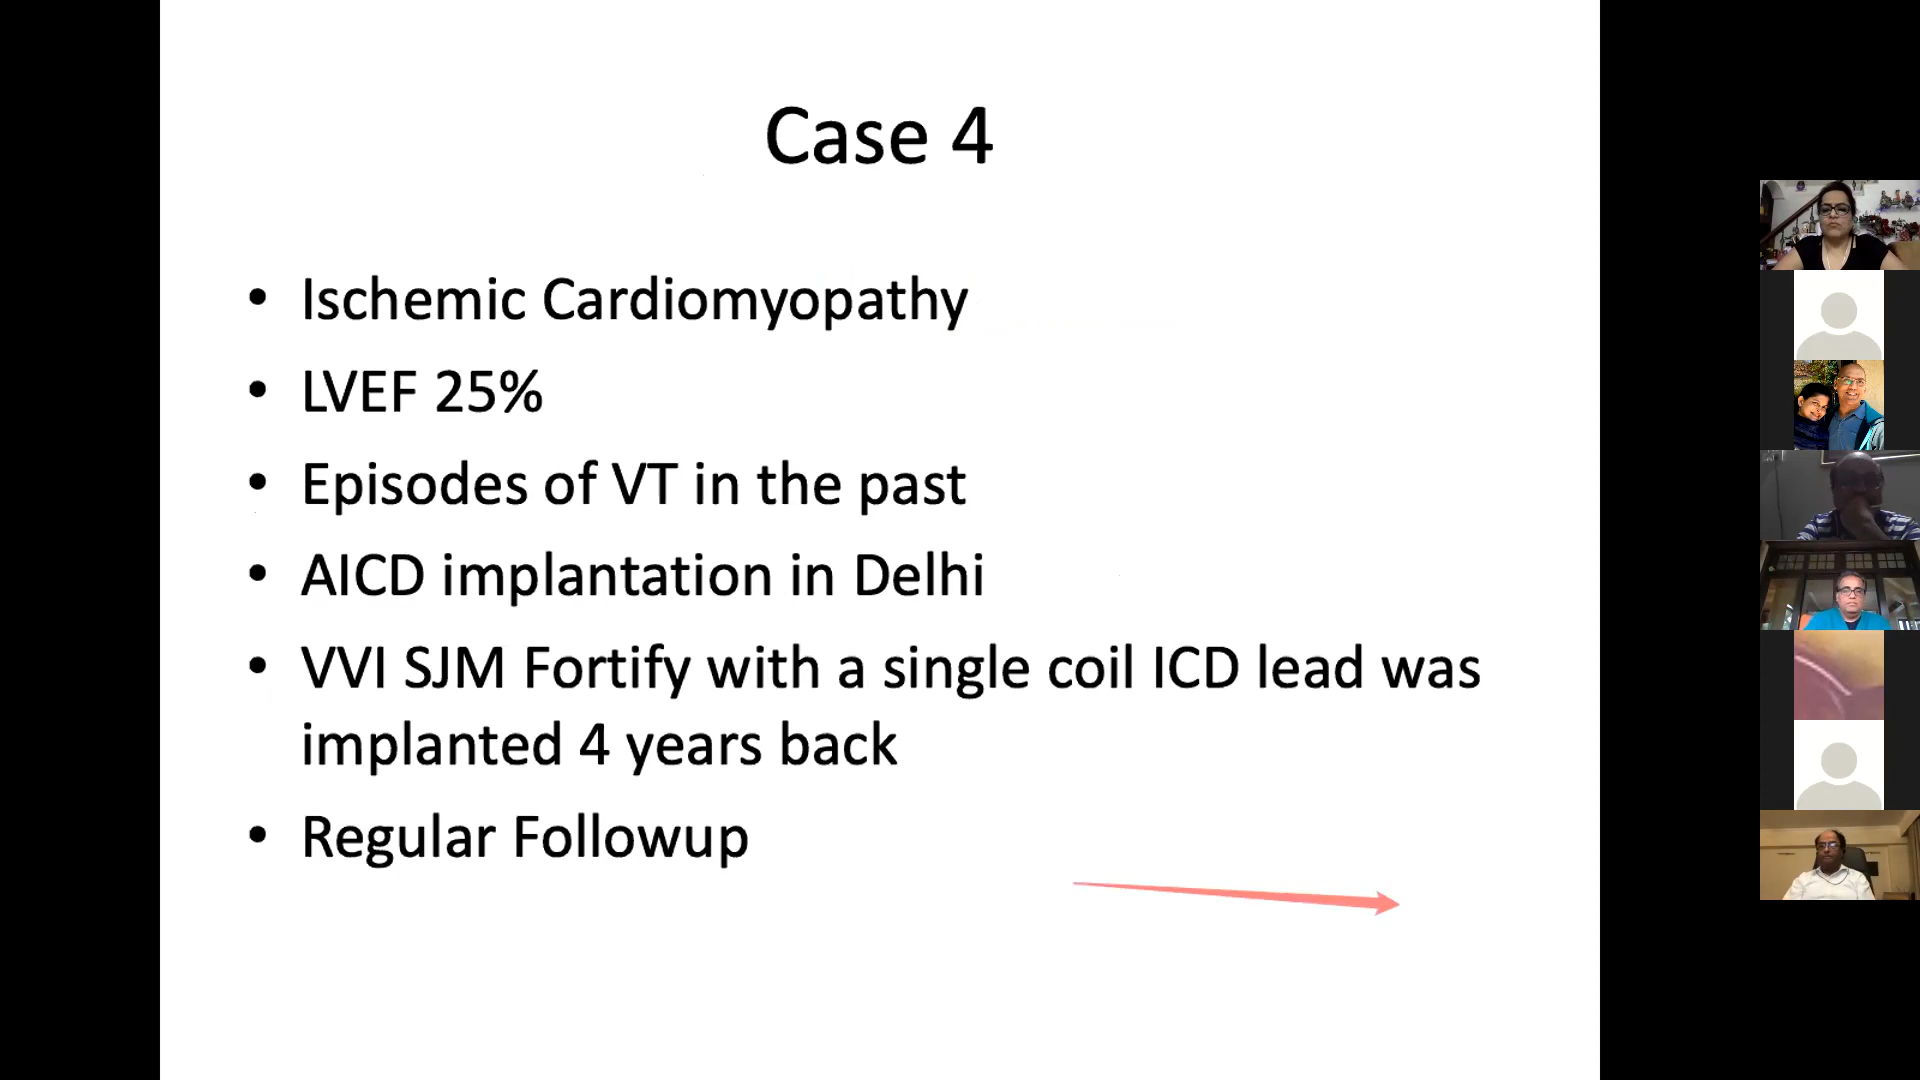 Case 4
• Ischemic Cardiomyopathy
• LVEF 25%
• Episodes of VT in the past
• AICD implantation in Delhi
• VVI SJM Fortify with a single coil ICD lead was
implanted 4 years back
• Regular Followup